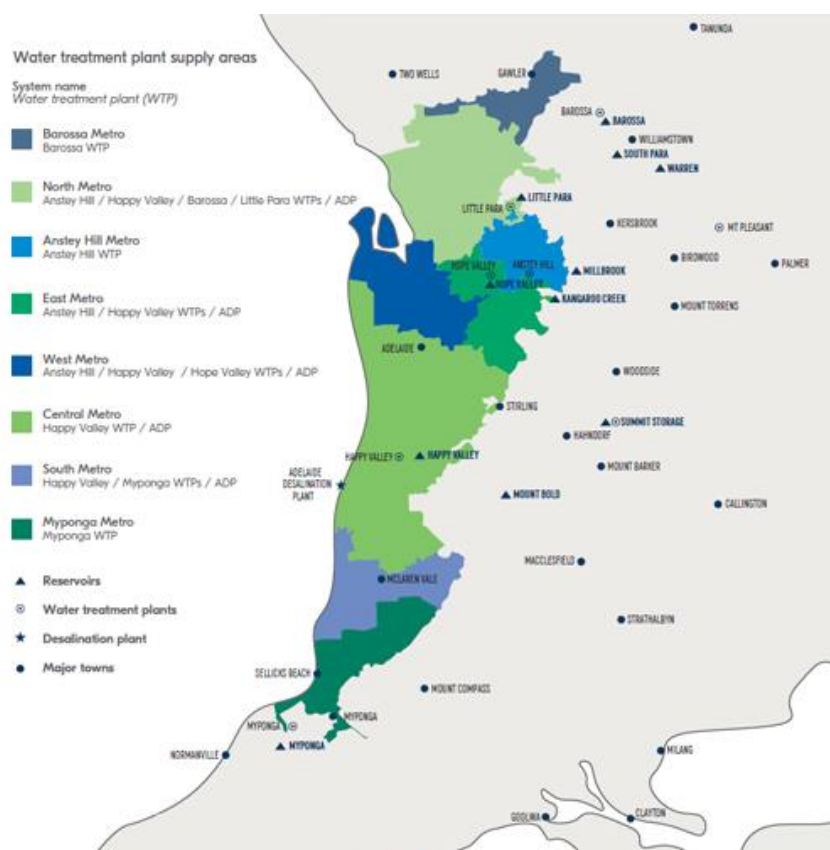 Water treatment plant supply areas
System name
Water treatment plant (WTP)
Barossa Metro
Barossa WTP
North Metro
Anstey Hill / Happy Valley / Barossa / Little Para WTPs / ADP
Anstey Hill Metro
Anstey Hill WTP
East Metro
Anstey Hill / Happy Valley WTPs / ADP
West Metro
Anstey Hill / Happy Valley / Hope Valley WTPs / ADP
Central Metro
Happy Valley WTP / ADP
South Metro
Happy Valley / Myponga WTPs / ADP
Myponga Metro
Myponga WTP
Reservoirs
Water treatment plants
Desalination plant
Major towns
TANUNDA
TWO WELLS
GAWLER
BAROSSA
BAROSSA
WILLIAMSTOWN
SOUTH PARA
WARREN
LITTLE PARA
LITTLE PARA
KERSBROOK
MT PLEASANT
HOPE VALLEY
ANSTEY HILL
BIRDWOOD
PALMER
MILLBROOK
HOPE VALLEY
KANGAROO CREEK
MOUNT TORRENS
ADELAIDE
WOODSIDE
STIRLING
SUMMIT STORAGE
HAHNDORF
HAPPY VALLEY
HAPPY VALLEY
MOUNT BARKER
ADELAIDE
DESALINATION
PLANT
MOUNT BOLD
CALLINGTON
MACCLESFIELD
MCLAREN VALE
STRATHALBYN
SELLICKS BEACH
MOUNT COMPASS
MYPONGA
MYPONGA
MYPONGA
NORMANVILLE
MILANG
GOOLWA
CLAYTON